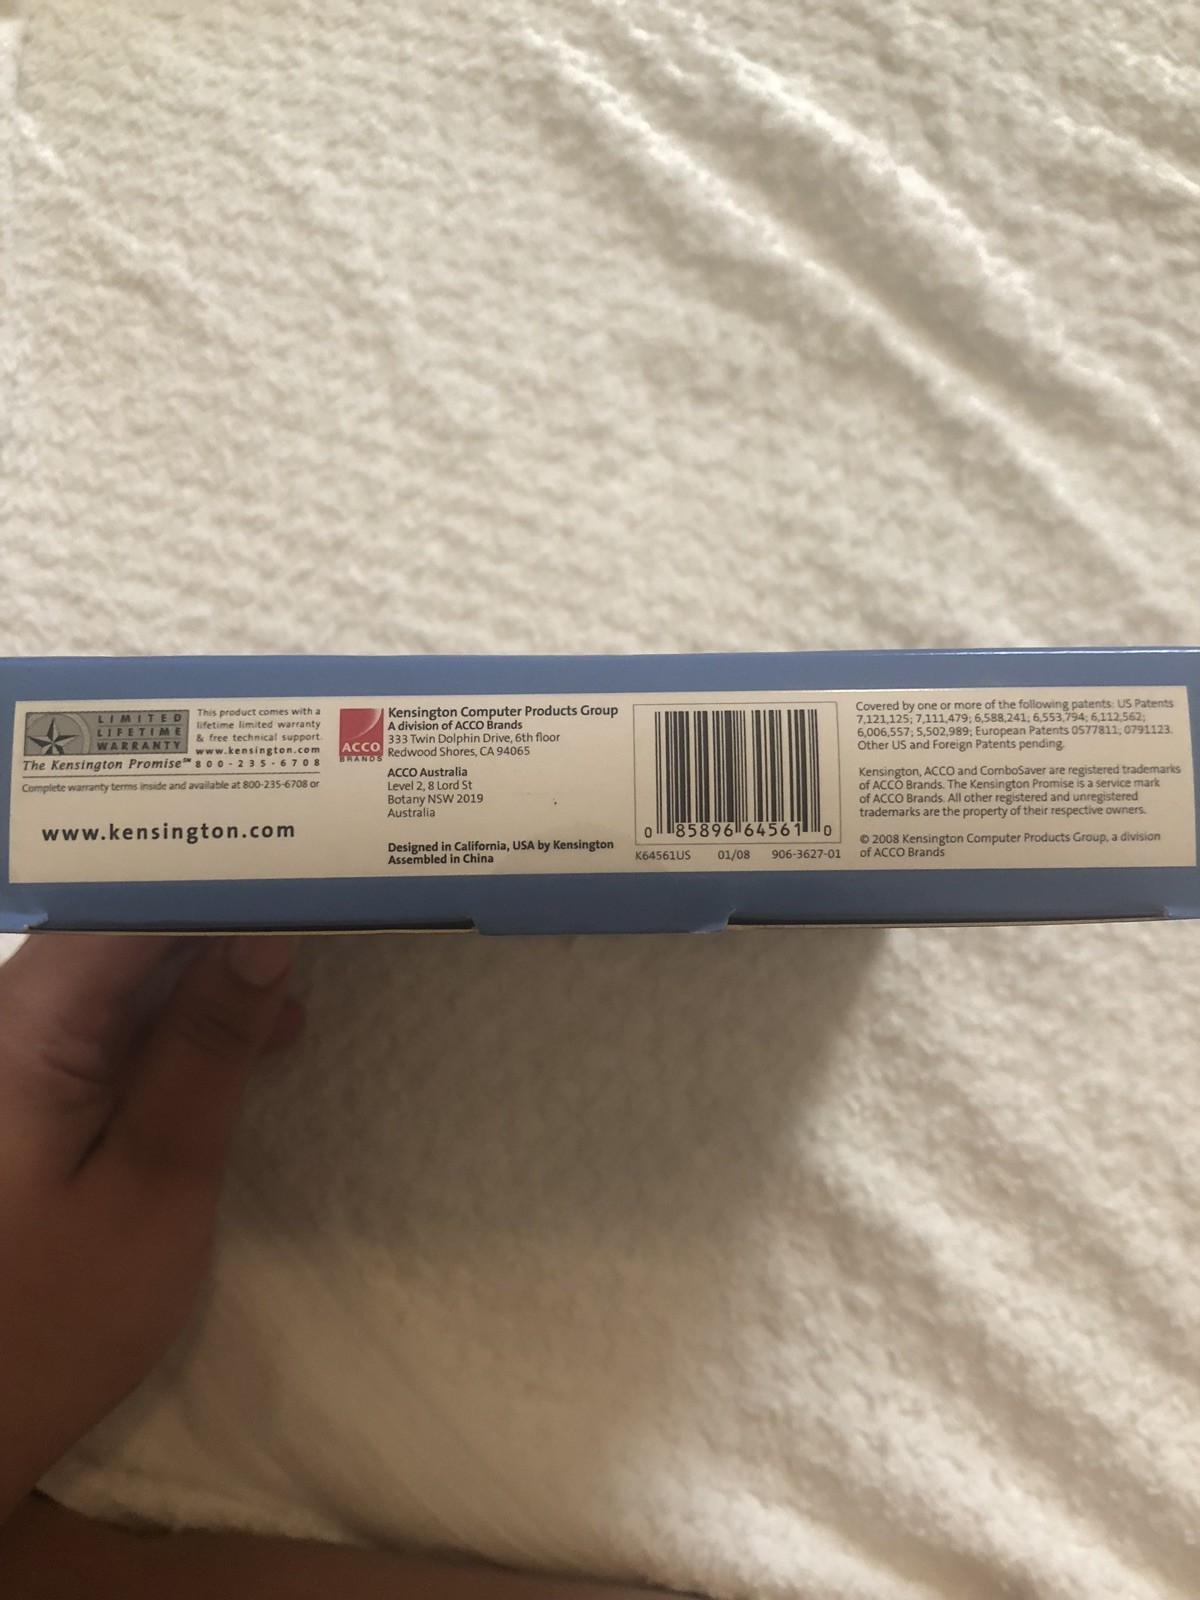 LIMITED
LIFETIME
WARRANTY
This product comes with a
lifetime limited warranty
& free technical support.
www.kensington.com
The Kensington Promise℠ 800-235-6708
Complete warranty terms inside and available at 800-235-6708 or
www.kensington.com
ACCO
BRANDS
Kensington Computer Products Group
A division of ACCO Brands
333 Twin Dolphin Drive, 6th floor
Redwood Shores, CA 94065
ACCO Australia
Level 2, 8 Lord St
Botany NSW 2019
Australia
Designed in California, USA by Kensington
Assembled in China
0 85896 64561 0
K64561US 01/08 906-3627-01
Covered by one or more of the following patents: US Patents
7,121,125; 7,111,479; 6,588,241; 6,553,794; 6,112,562;
6,006,557; 5,502,989; European Patents 0577811; 0791123.
Other US and Foreign Patents pending.
Kensington, ACCO and ComboSaver are registered trademarks
of ACCO Brands. The Kensington Promise is a service mark
of ACCO Brands. All other registered and unregistered
trademarks are the property of their respective owners.
© 2008 Kensington Computer Products Group, a division
of ACCO Brands